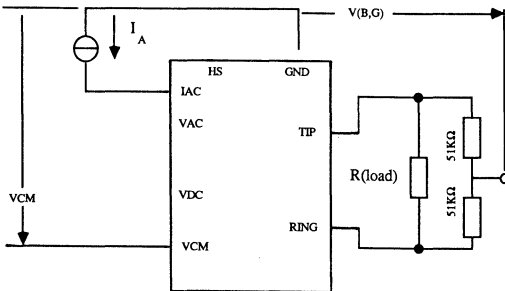 V(B,G)
I A
HS
GND
IAC
VAC
TIP
51KΩ
R(load)
VCM
VDC
51KΩ
RING
VCM